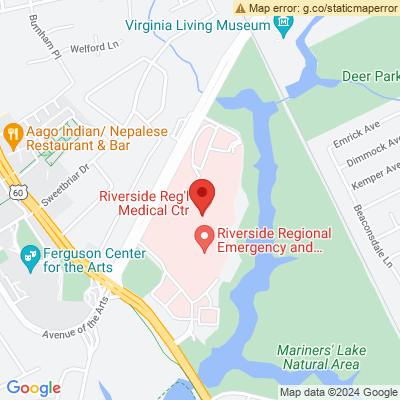 Map error: g.co/staticmaperror
Burnham Pl
Welford Ln
Virginia Living Museum
Deer Park
Emrick Ave
Dimmock Ave
Kemper Ave
Beaconsdale Ln
Aago Indian/ Nepalese
Restaurant & Bar
Sweetbriar Dr
60
Riverside Reg'l
Medical Ctr
Riverside Regional
Emergency and...
Ferguson Center
for the Arts
Avenue of the Arts
Mariners' Lake
Natural Area
Google
Map data ©2024 Google